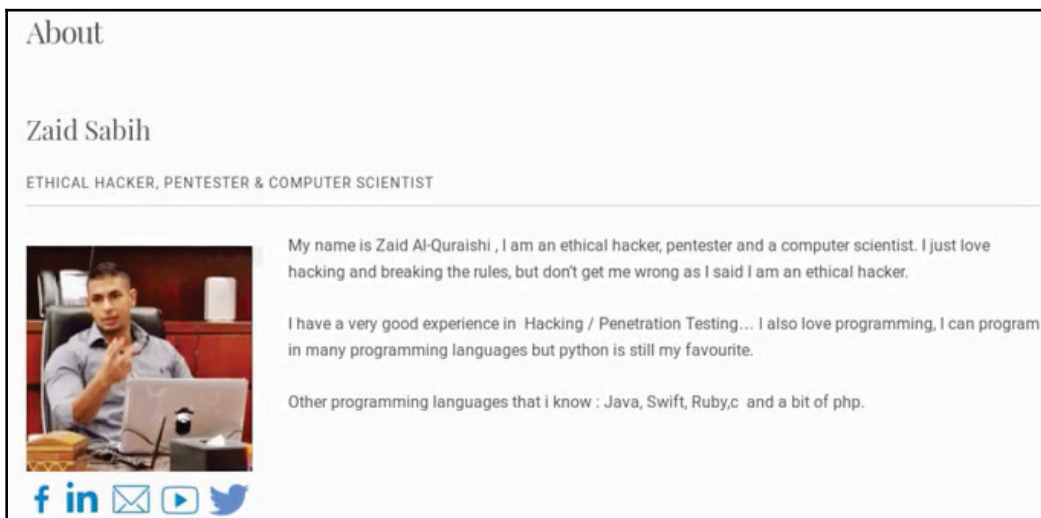 About
Zaid Sabih
ETHICAL HACKER, PENTESTER & COMPUTER SCIENTIST
My name is Zaid Al-Quraishi , I am an ethical hacker, pentester and a computer scientist. I just love
hacking and breaking the rules, but don't get me wrong as I said I am an ethical hacker.
I have a very good experience in Hacking / Penetration Testing... I also love programming, I can program
in many programming languages but python is still my favourite.
Other programming languages that i know : Java, Swift, Ruby,c and a bit of php.